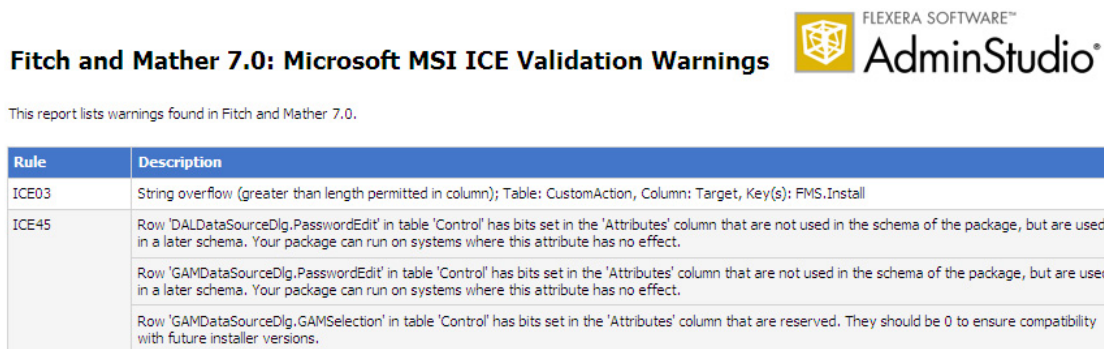 FLEXERA SOFTWARE™
AdminStudio®
Fitch and Mather 7.0: Microsoft MSI ICE Validation Warnings
This report lists warnings found in Fitch and Mather 7.0.
Rule Description
ICE03 String overflow (greater than length permitted in column); Table: CustomAction, Column: Target, Key(s): FMS.Install
ICE45 Row 'DALDataSourceDlg.PasswordEdit' in table 'Control' has bits set in the 'Attributes' column that are not used in the schema of the package, but are used
in a later schema. Your package can run on systems where this attribute has no effect.
Row 'GAMDataSourceDlg.PasswordEdit' in table 'Control' has bits set in the 'Attributes' column that are not used in the schema of the package, but are used
in a later schema. Your package can run on systems where this attribute has no effect.
Row 'GAMDataSourceDlg.GAMSelection' in table 'Control' has bits set in the 'Attributes' column that are reserved. They should be 0 to ensure compatibility
with future installer versions.